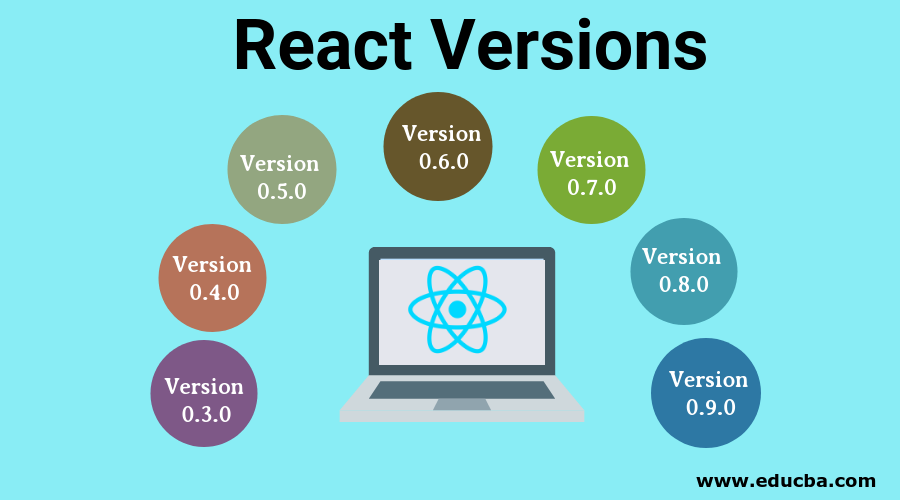 React Versions
Version
0.3.0
Version
0.4.0
Version
0.5.0
Version
0.6.0
Version
0.7.0
Version
0.8.0
Version
0.9.0
www.educba.com